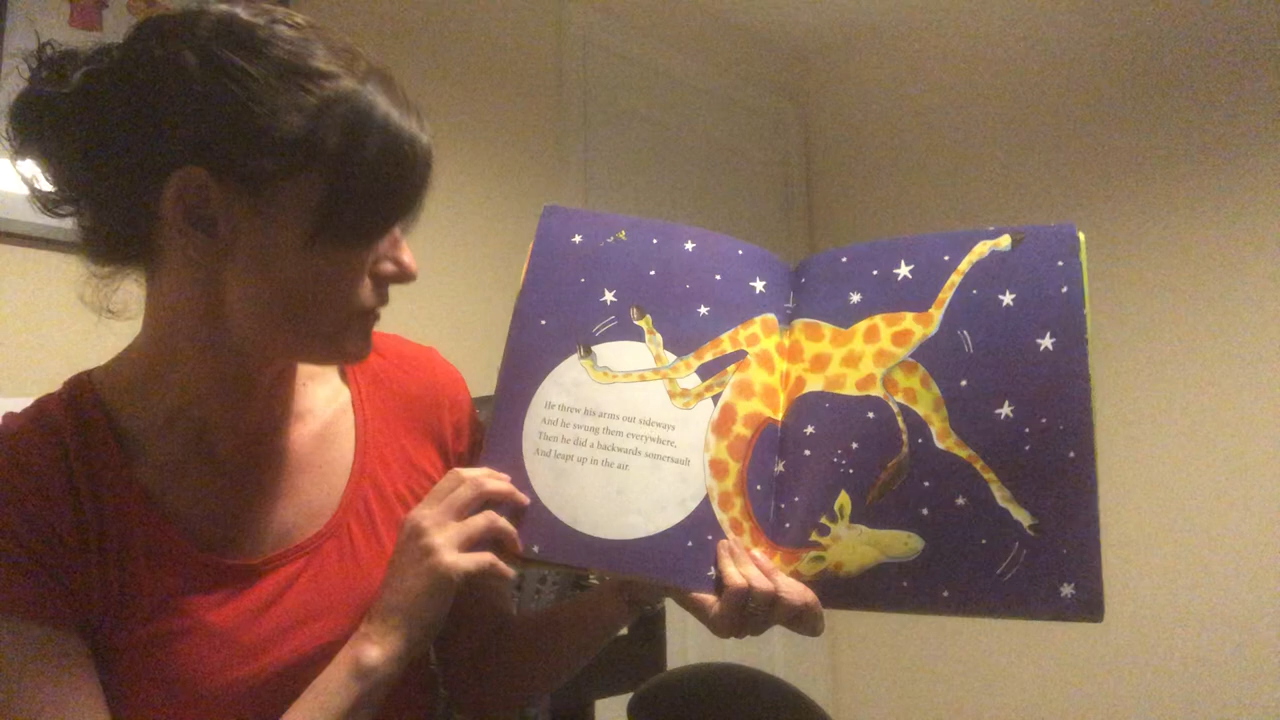 He threw his arms out sideways
And he swung them everywhere,
Then he did a backwards somersault
And leapt up in the air.